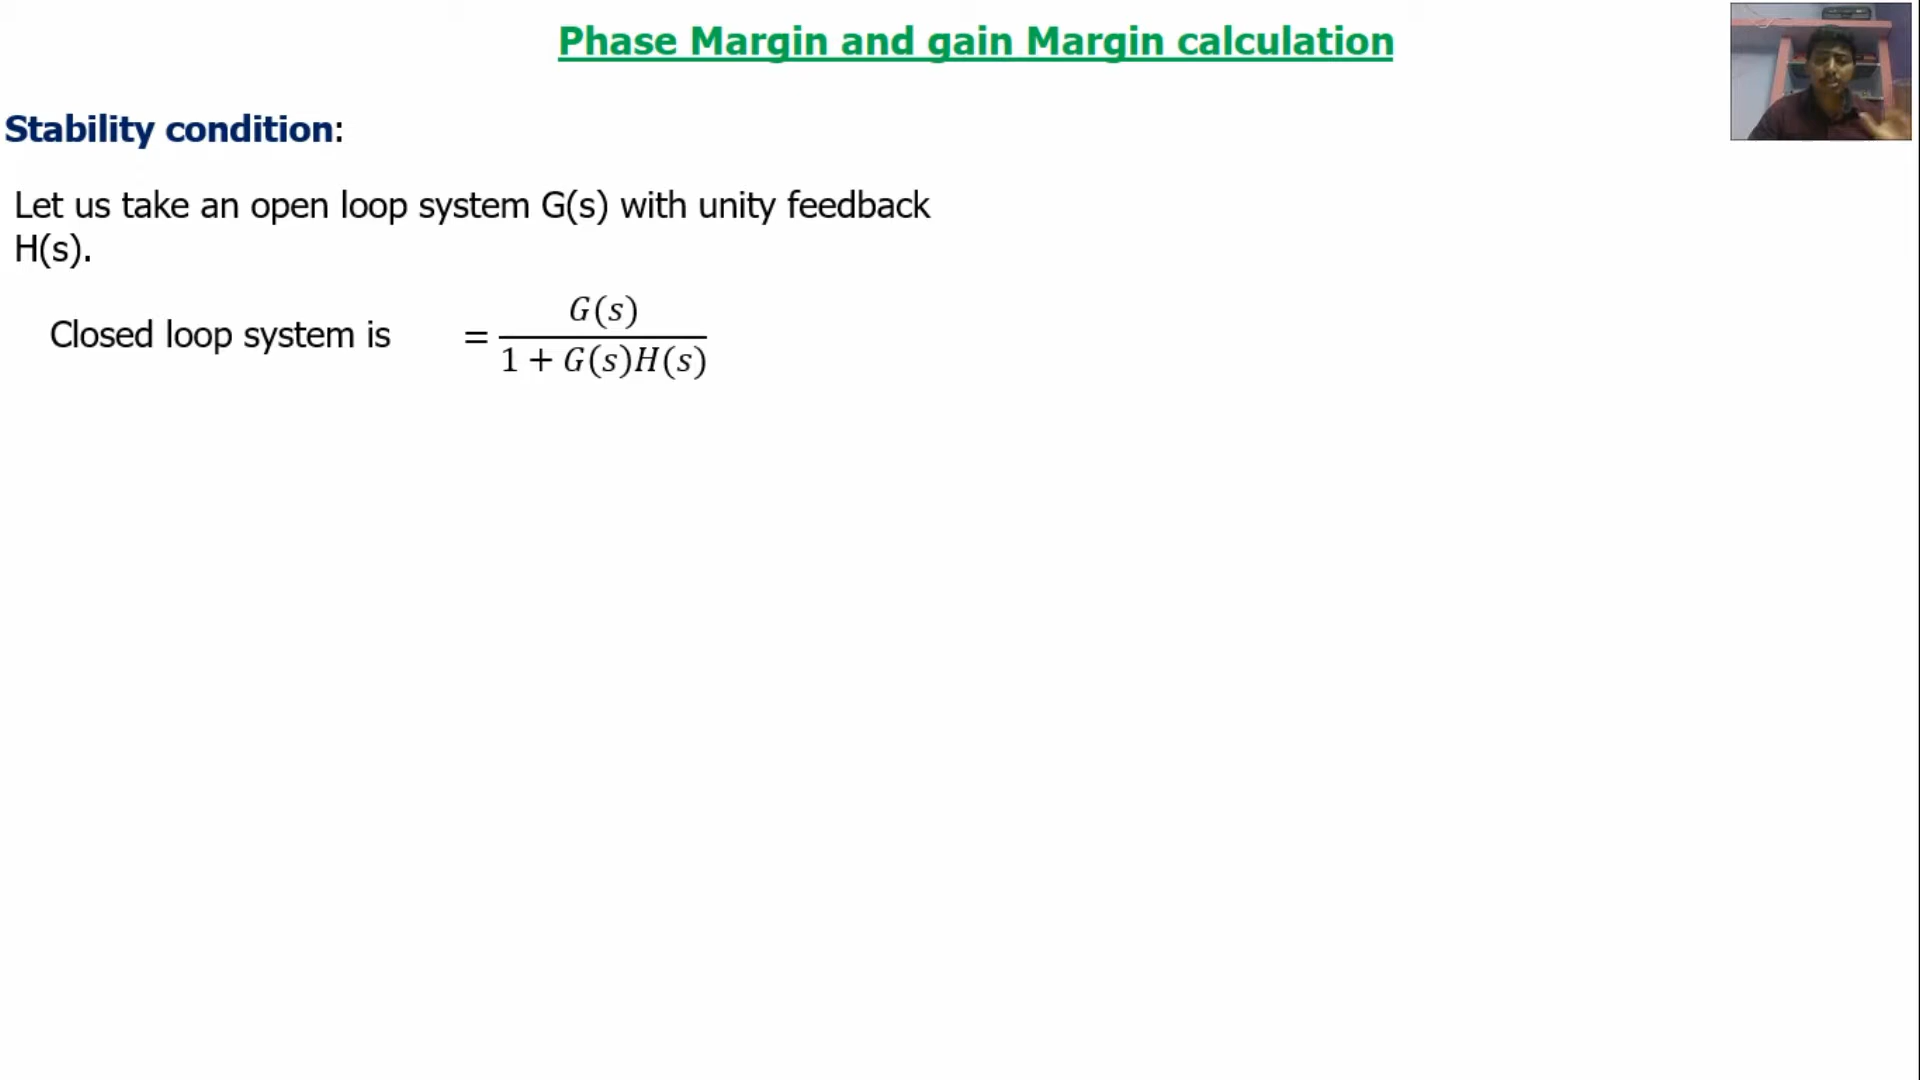 Phase Margin and gain Margin calculation
Stability condition:
Let us take an open loop system G(s) with unity feedback
H(s).
Closed loop system is = G(s) / 1 + G(s)H(s)